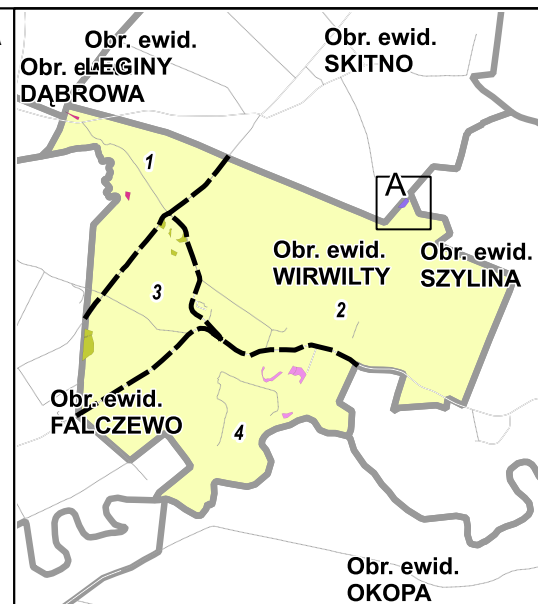 Obr. ewid.
LEGINY
Obr. ewid.
DĄBROWA
Obr. ewid.
SKITNO
1
A
Obr. ewid.
WIRWILTY
Obr. ewid.
SZYLINA
3
2
Obr. ewid.
FALCZEWO
4
Obr. ewid.
OKOPA